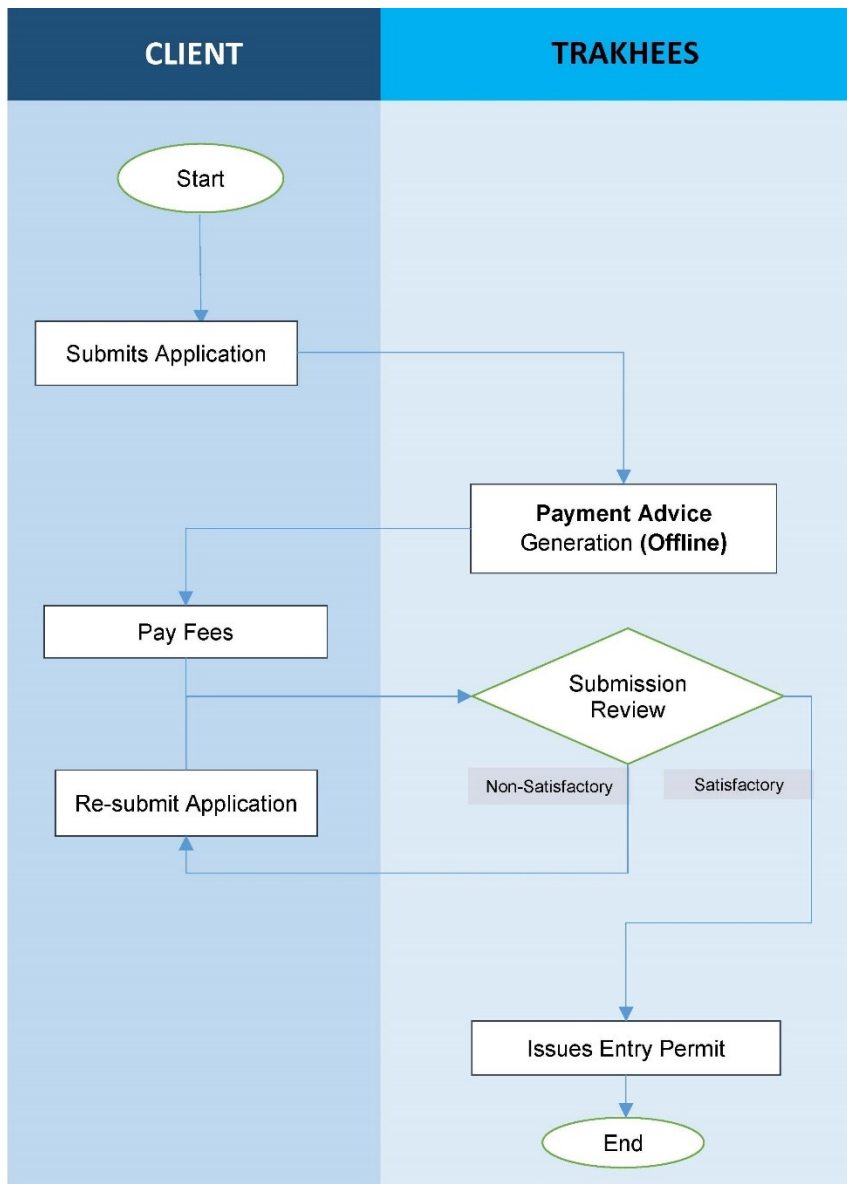 CLIENT
TRAKHEES
Start
Submits Application
Payment Advice
Generation (Offline)
Pay Fees
Submission
Review
Non-Satisfactory
Satisfactory
Re-submit Application
Issues Entry Permit
End